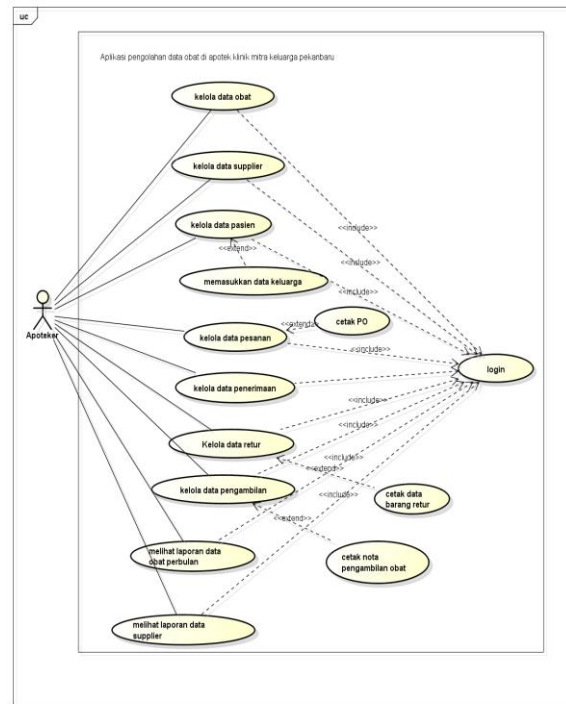 uc
Aplikasi pengolahan data obat di apotek klinik mitra keluarga pekanbaru
kelola data obat
kelola data supplier
<<include>>
kelola data pasien
<<extend>>
<<include>>
<<include>>
memasukkan data keluarga
Apoteker
kelola data pesanan
<<extend>>
cetak PO
<<include>>
login
kelola data penerimaan
<<include>>
Kelola data retur
<<include>>
<<extend>>
kelola data pengambilan
<<include>>
cetak data
barang retur
<<extend>>
melihat laporan data
obat perbulan
cetak nota
pengambilan obat
melihat laporan data
supplier